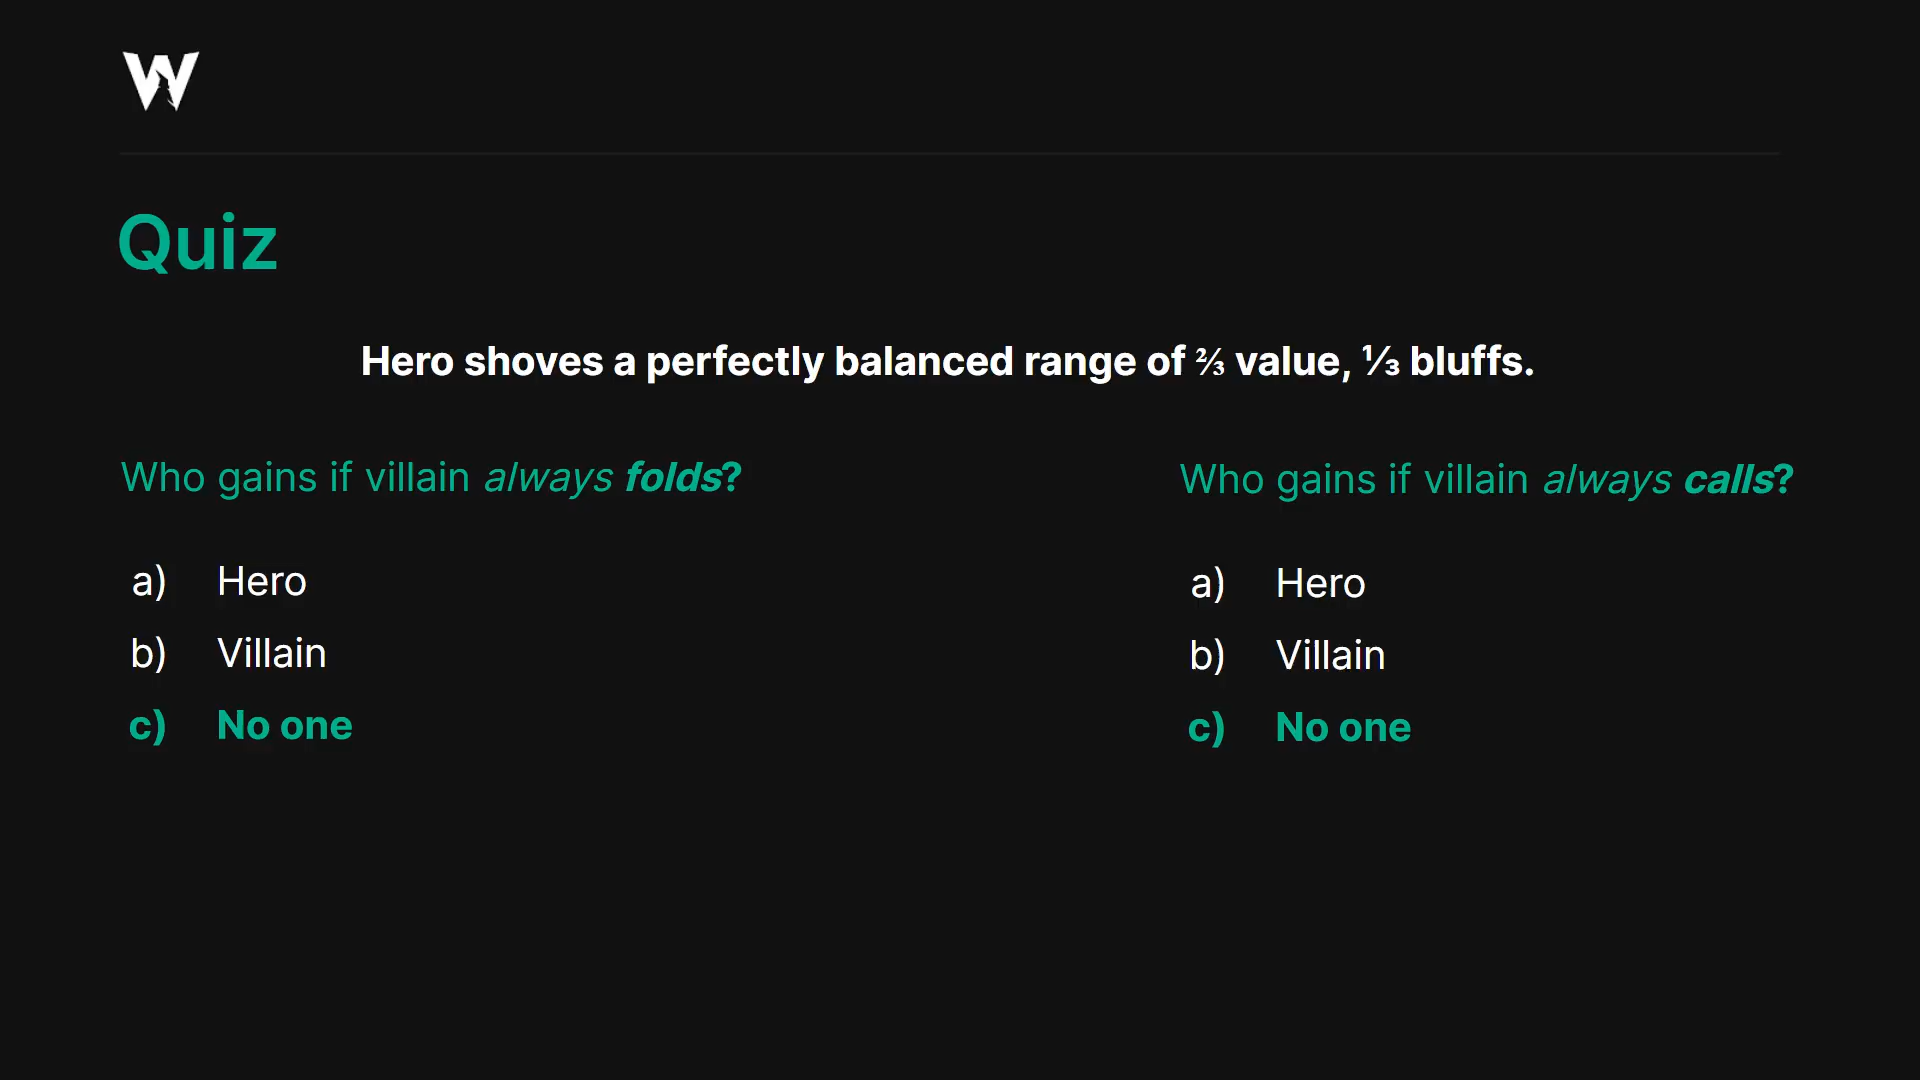 W
Quiz
Hero shoves a perfectly balanced range of ⅔ value, ⅓ bluffs.
Who gains if villain always folds?
a) Hero
b) Villain
c) No one
Who gains if villain always calls?
a) Hero
b) Villain
c) No one